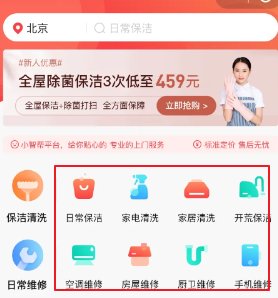 北京
日常保洁
#新人优惠#
全屋除菌保洁3次低至459元
全屋保洁+除菌打扫 全方面保障
立即抢购>
小智帮平台，给你贴心的 专业的上门服务
标准定价 售后无忧
保洁清洗
日常保洁
家电清洗
家居清洗
开荒保洁
日常维修
空调维修
房屋维修
厨卫维修
手机维修